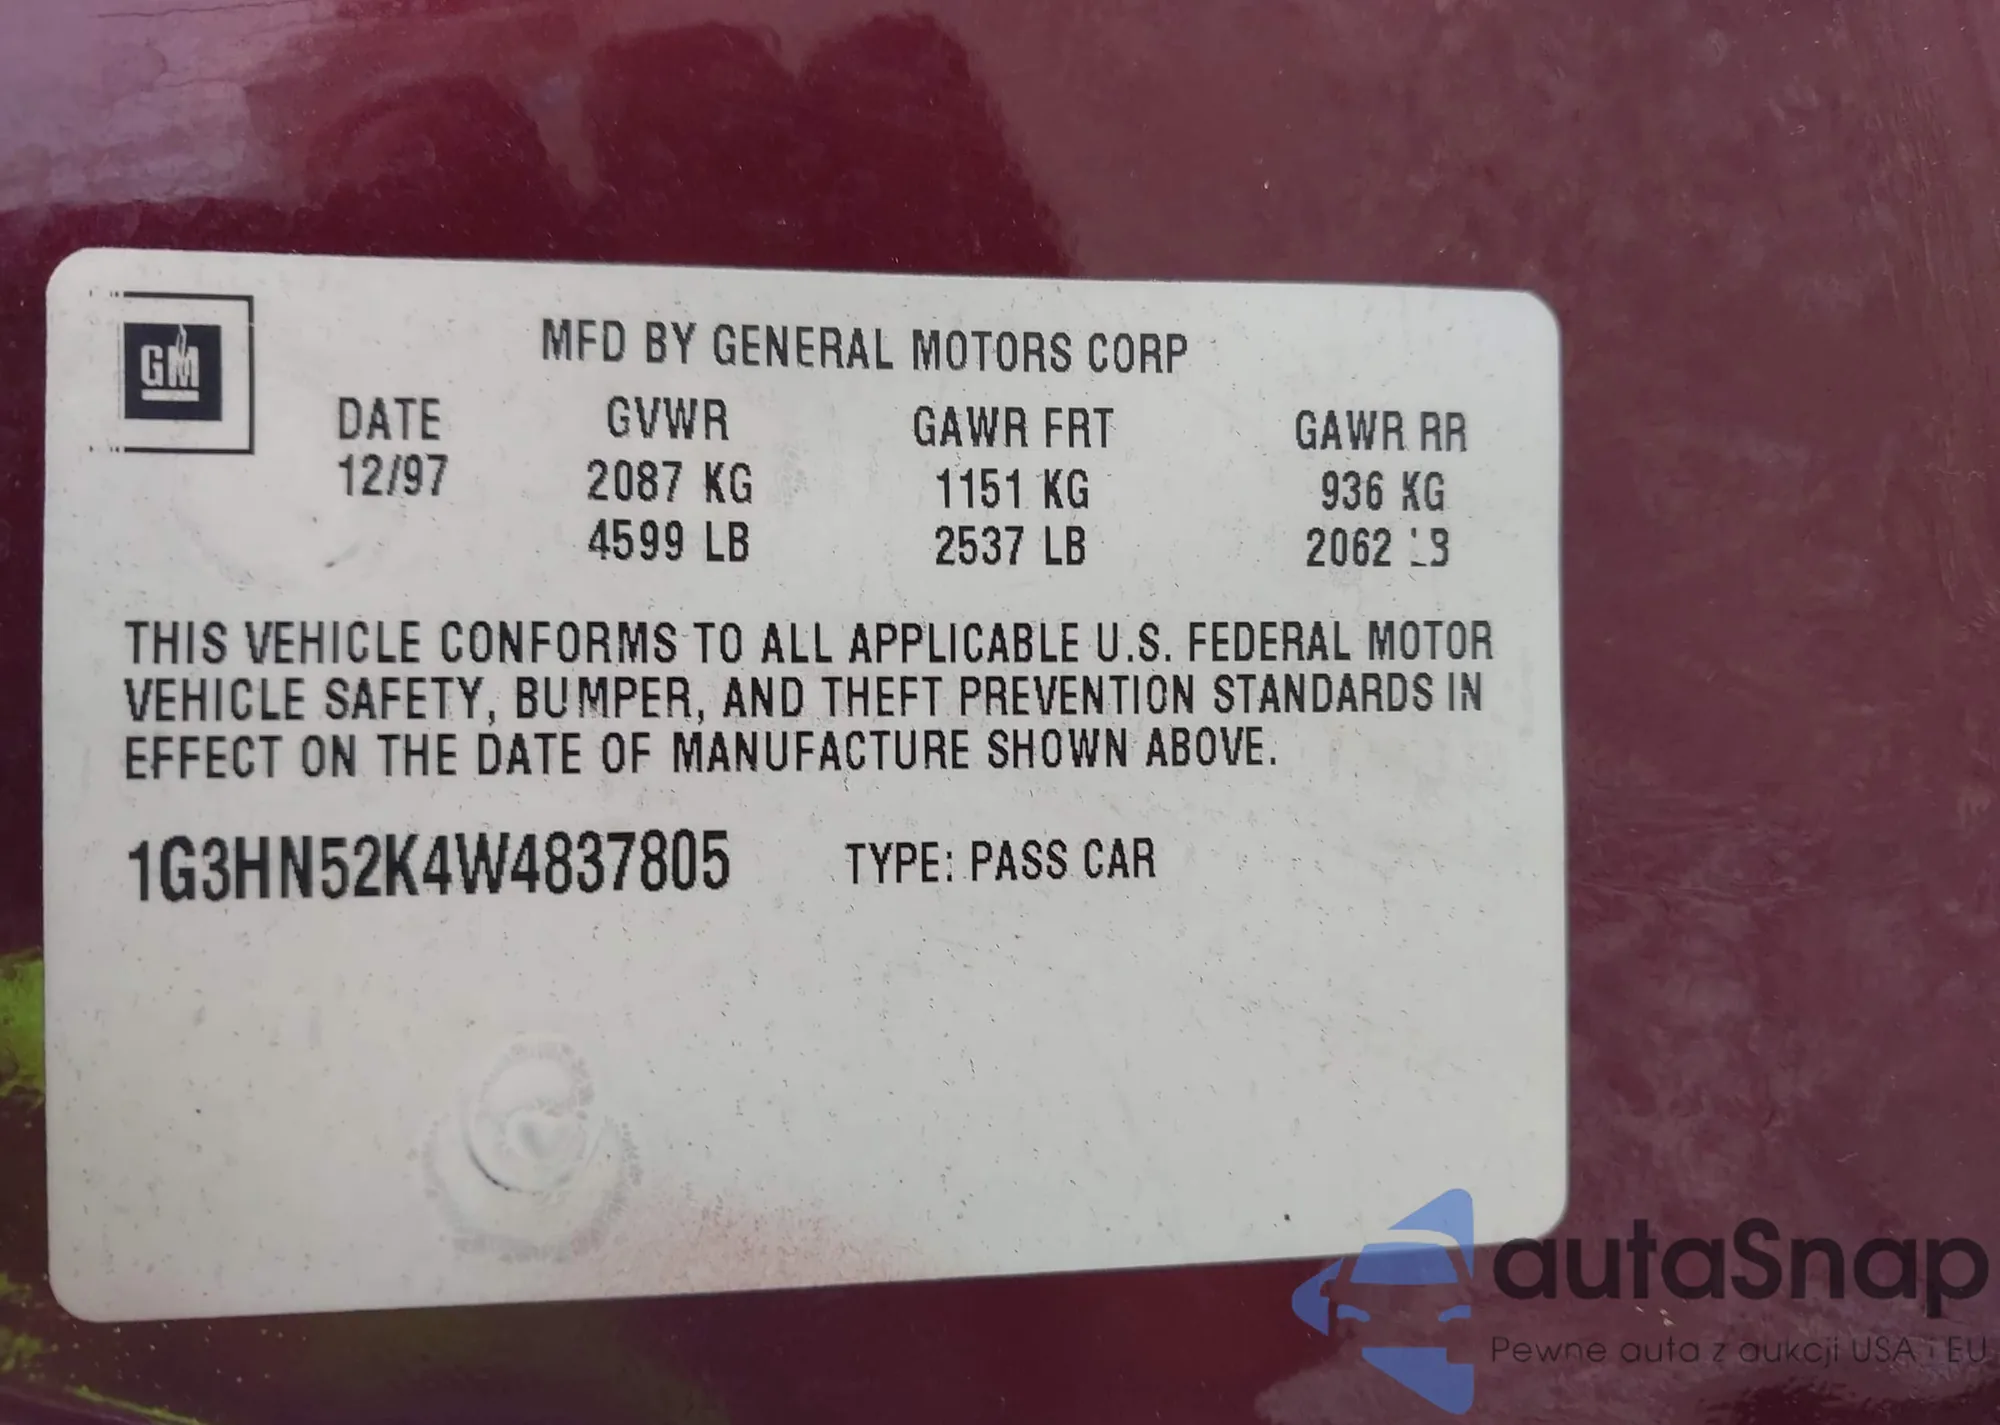 GM
MFD BY GENERAL MOTORS CORP
DATE GVWR GAWR FRT GAWR RR
12/97 2087 KG 1151 KG 936 KG
4599 LB 2537 LB 2062 LB
THIS VEHICLE CONFORMS TO ALL APPLICABLE U.S. FEDERAL MOTOR
VEHICLE SAFETY, BUMPER, AND THEFT PREVENTION STANDARDS IN
EFFECT ON THE DATE OF MANUFACTURE SHOWN ABOVE.
1G3HN52K4W4837805 TYPE: PASS CAR
autaSnap
Pewne auta z aukcji USA i EU